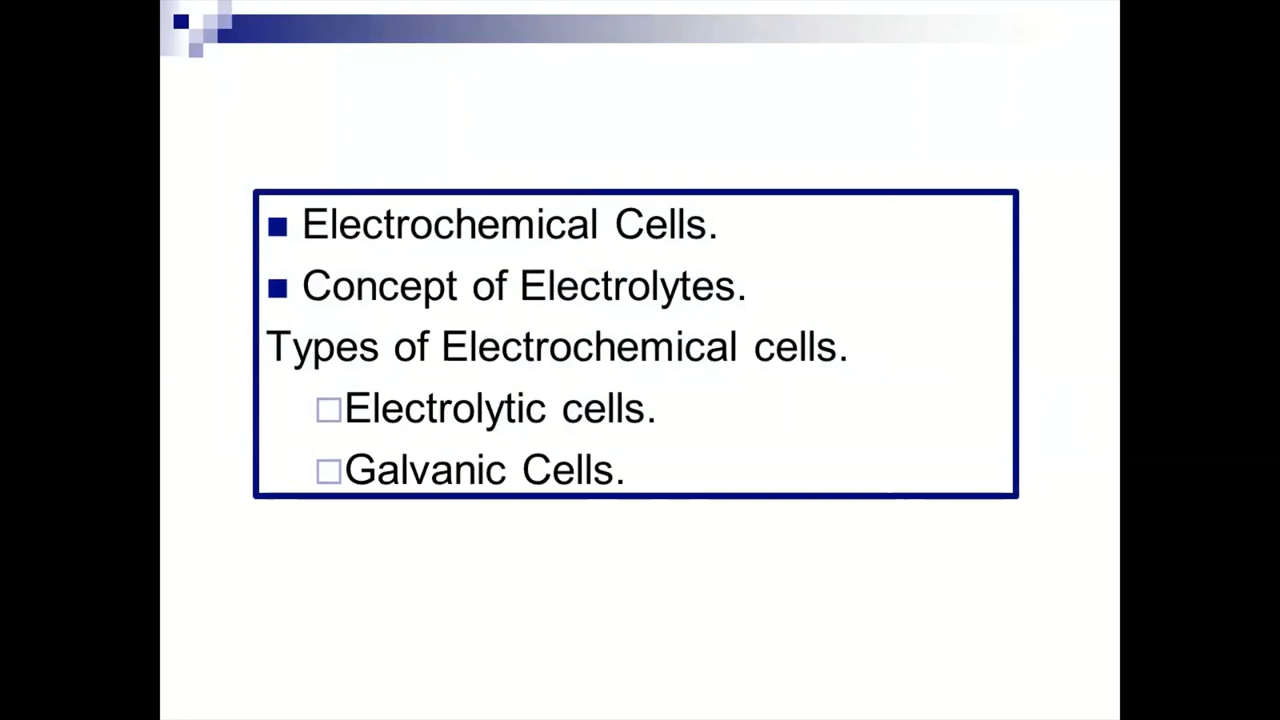 Electrochemical Cells.
Concept of Electrolytes.
Types of Electrochemical cells.
Electrolytic cells.
Galvanic Cells.